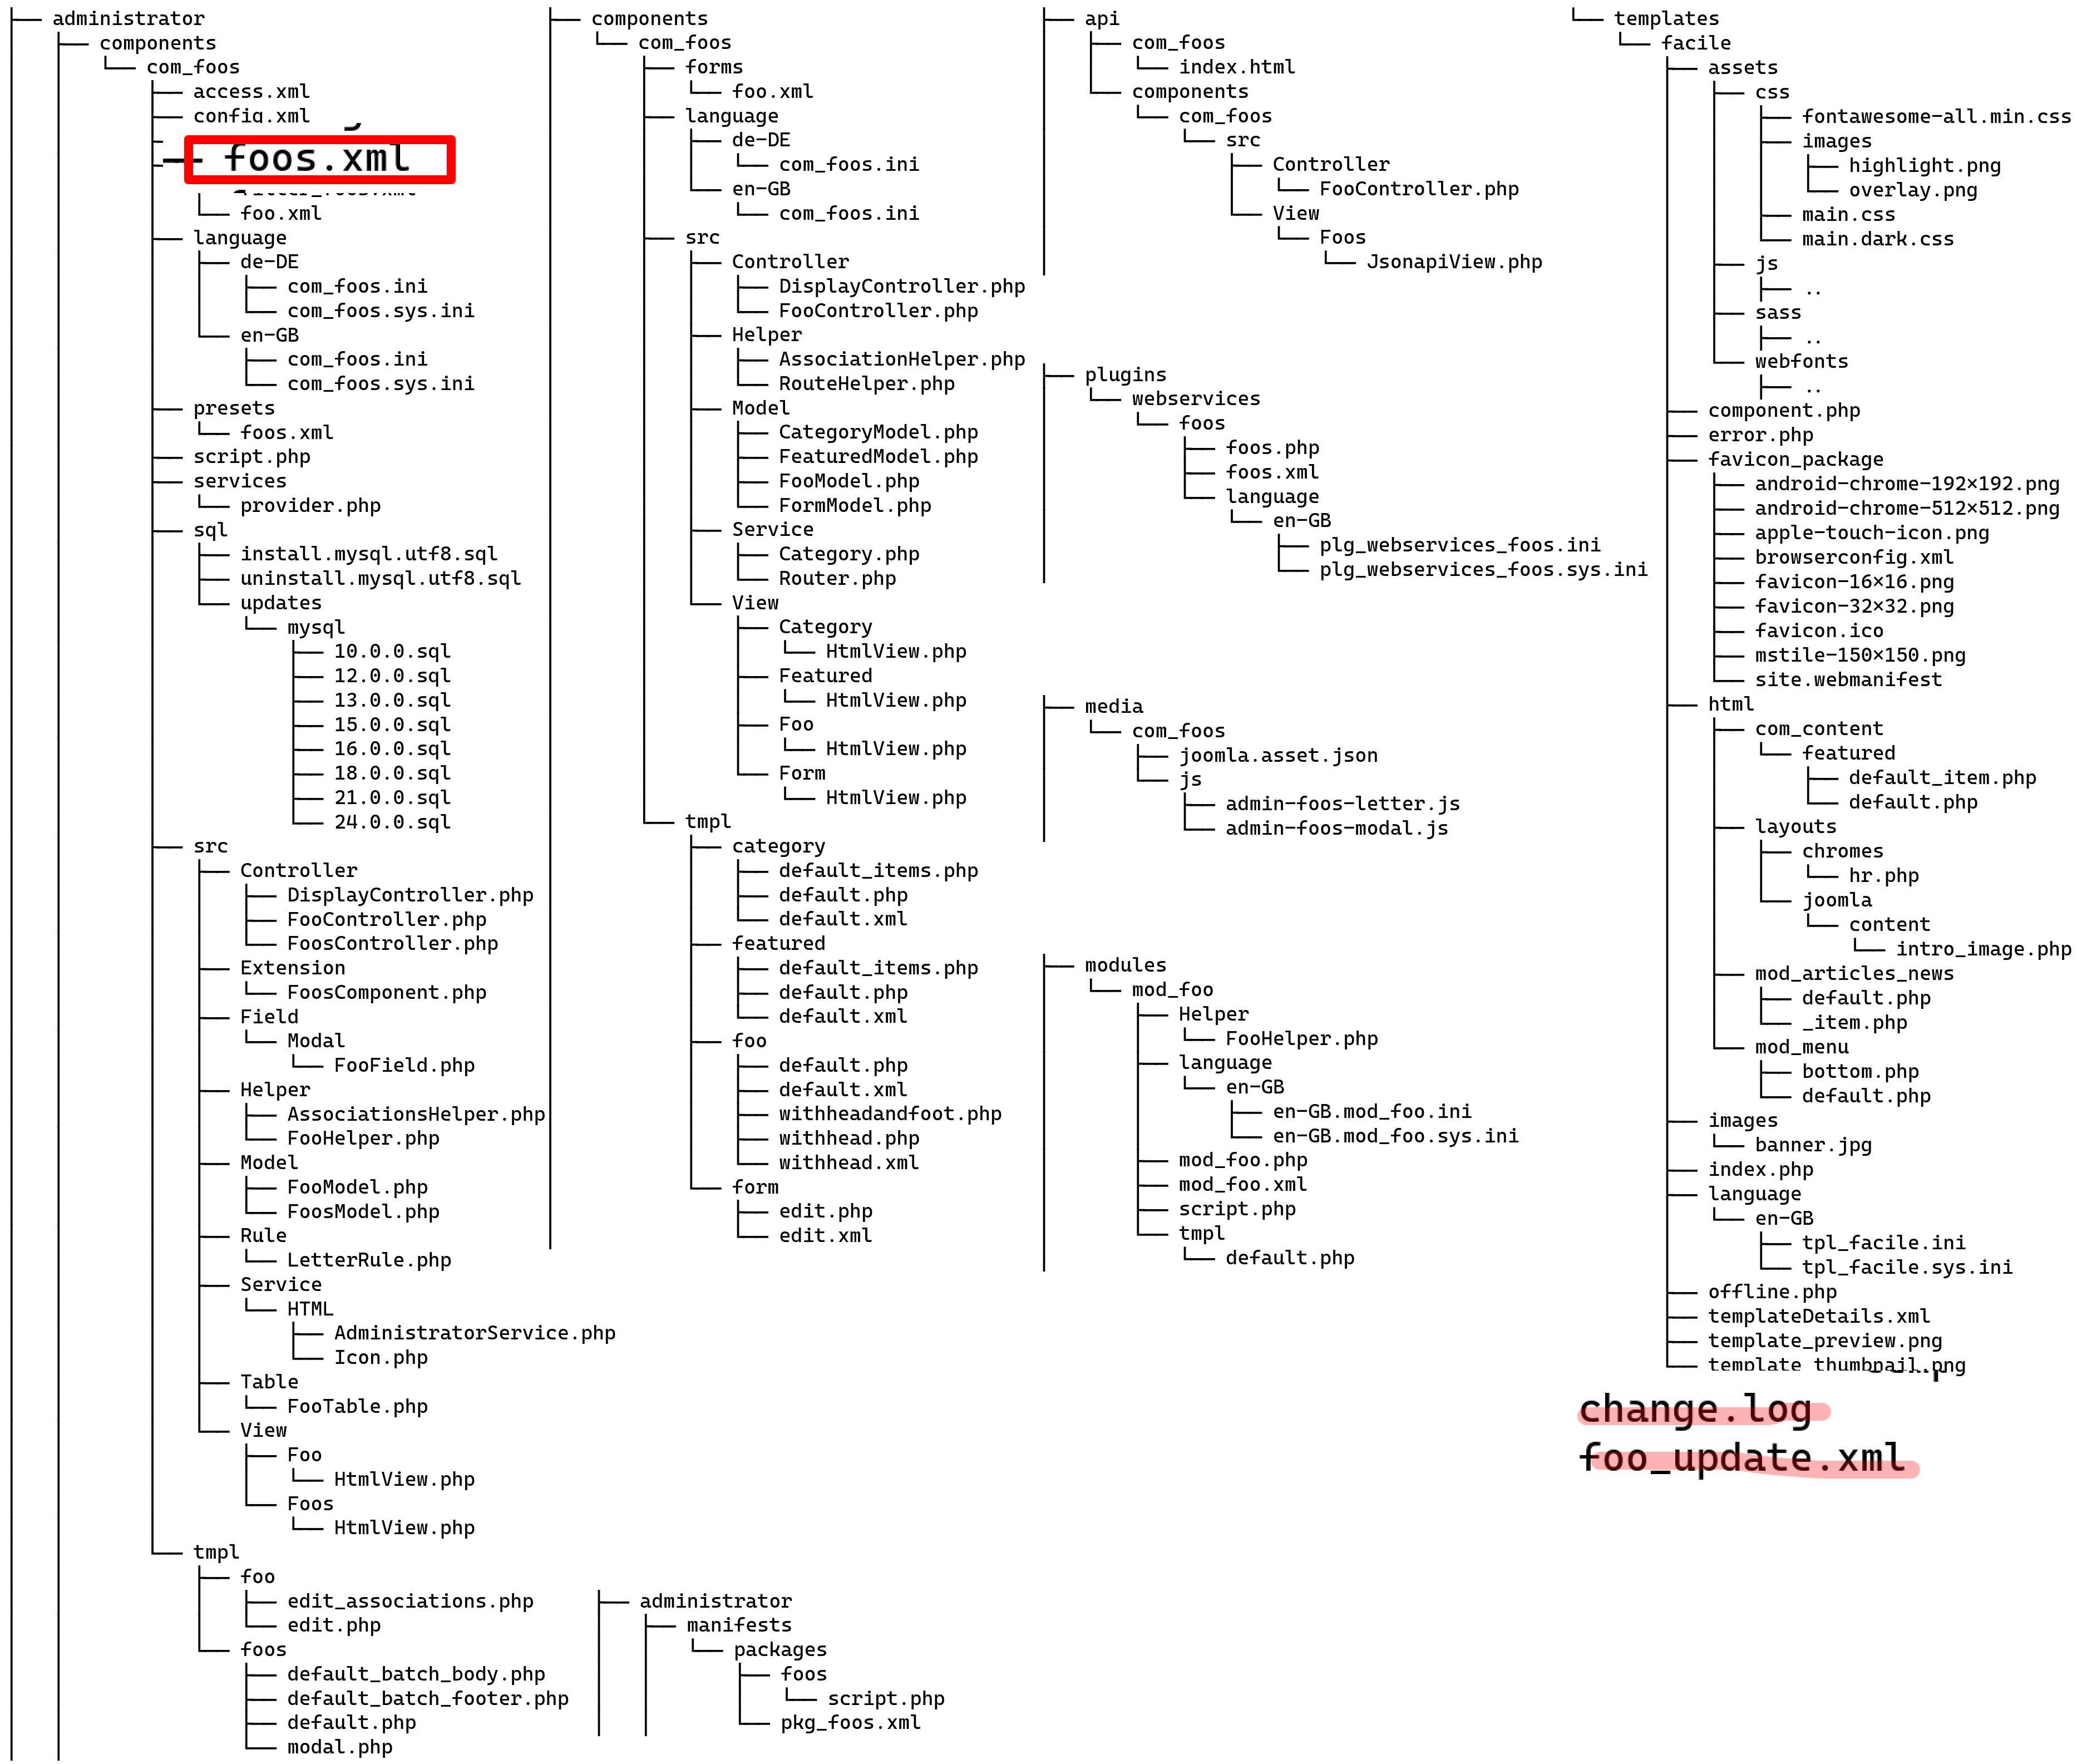 administrator
components
com_foos
access.xml
config.xml
foos.xml
filter_foos.xml
foo.xml
language
de-DE
com_foos.ini
com_foos.sys.ini
en-GB
com_foos.ini
com_foos.sys.ini
presets
foos.xml
script.php
services
provider.php
sql
install.mysql.utf8.sql
uninstall.mysql.utf8.sql
updates
mysql
10.0.0.sql
12.0.0.sql
13.0.0.sql
15.0.0.sql
16.0.0.sql
18.0.0.sql
21.0.0.sql
24.0.0.sql
src
Controller
DisplayController.php
FooController.php
FoosController.php
Extension
FoosComponent.php
Field
Modal
FooField.php
Helper
AssociationsHelper.php
FooHelper.php
Model
FooModel.php
FoosModel.php
Rule
LetterRule.php
Service
HTML
AdministratorService.php
Icon.php
Table
FooTable.php
View
Foo
HtmlView.php
Foos
HtmlView.php
tmpl
foo
edit_associations.php
edit.php
foos
default_batch_body.php
default_batch_footer.php
default.php
modal.php
components
com_foos
forms
foo.xml
language
de-DE
com_foos.ini
en-GB
com_foos.ini
src
Controller
DisplayController.php
FooController.php
Helper
AssociationHelper.php
RouteHelper.php
Model
CategoryModel.php
FeaturedModel.php
FooModel.php
FormModel.php
Service
Category.php
Router.php
View
Category
HtmlView.php
Featured
HtmlView.php
Foo
HtmlView.php
Form
HtmlView.php
tmpl
category
default_items.php
default.php
default.xml
featured
default_items.php
default.php
default.xml
foo
default.php
default.xml
withheadandfoot.php
withhead.php
withhead.xml
form
edit.php
edit.xml
administrator
manifests
packages
foos
script.php
pkg_foos.xml
api
com_foos
index.html
components
com_foos
src
Controller
FooController.php
View
Foos
JsonapiView.php
plugins
webservices
foos
foos.php
foos.xml
language
en-GB
plg_webservices_foos.ini
plg_webservices_foos.sys.ini
media
com_foos
joomla.asset.json
js
admin-foos-letter.js
admin-foos-modal.js
modules
mod_foo
Helper
FooHelper.php
language
en-GB
en-GB.mod_foo.ini
en-GB.mod_foo.sys.ini
mod_foo.php
mod_foo.xml
script.php
tmpl
default.php
templates
facile
assets
css
fontawesome-all.min.css
images
highlight.png
overlay.png
main.css
main.dark.css
js
..
sass
..
webfonts
..
component.php
error.php
favicon_package
android-chrome-192×192.png
android-chrome-512×512.png
apple-touch-icon.png
browserconfig.xml
favicon-16×16.png
favicon-32×32.png
favicon.ico
mstile-150×150.png
site.webmanifest
html
com_content
featured
default_item.php
default.php
layouts
chromes
hr.php
joomla
content
intro_image.php
mod_articles_news
default.php
_item.php
mod_menu
bottom.php
default.php
images
banner.jpg
index.php
language
en-GB
tpl_facile.ini
tpl_facile.sys.ini
offline.php
templateDetails.xml
template_preview.png
template_thumbnail.png
change.log
foo_update.xml